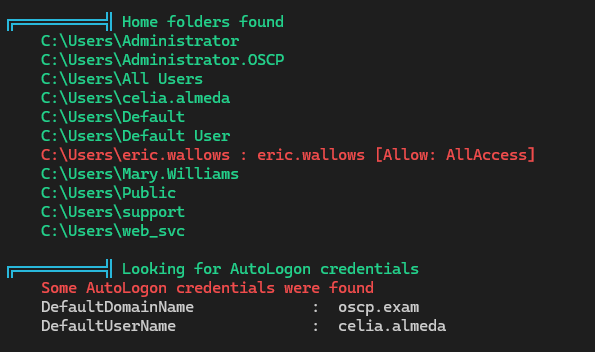 ╔══════════╣ Home folders found
C:\Users\Administrator
C:\Users\Administrator.OSCP
C:\Users\All Users
C:\Users\celia.almeda
C:\Users\Default
C:\Users\Default User
C:\Users\eric.wallows : eric.wallows [Allow: AllAccess]
C:\Users\Mary.Williams
C:\Users\Public
C:\Users\support
C:\Users\web_svc
╔══════════╣ Looking for AutoLogon credentials
Some AutoLogon credentials were found
DefaultDomainName : oscp.exam
DefaultUserName : celia.almeda